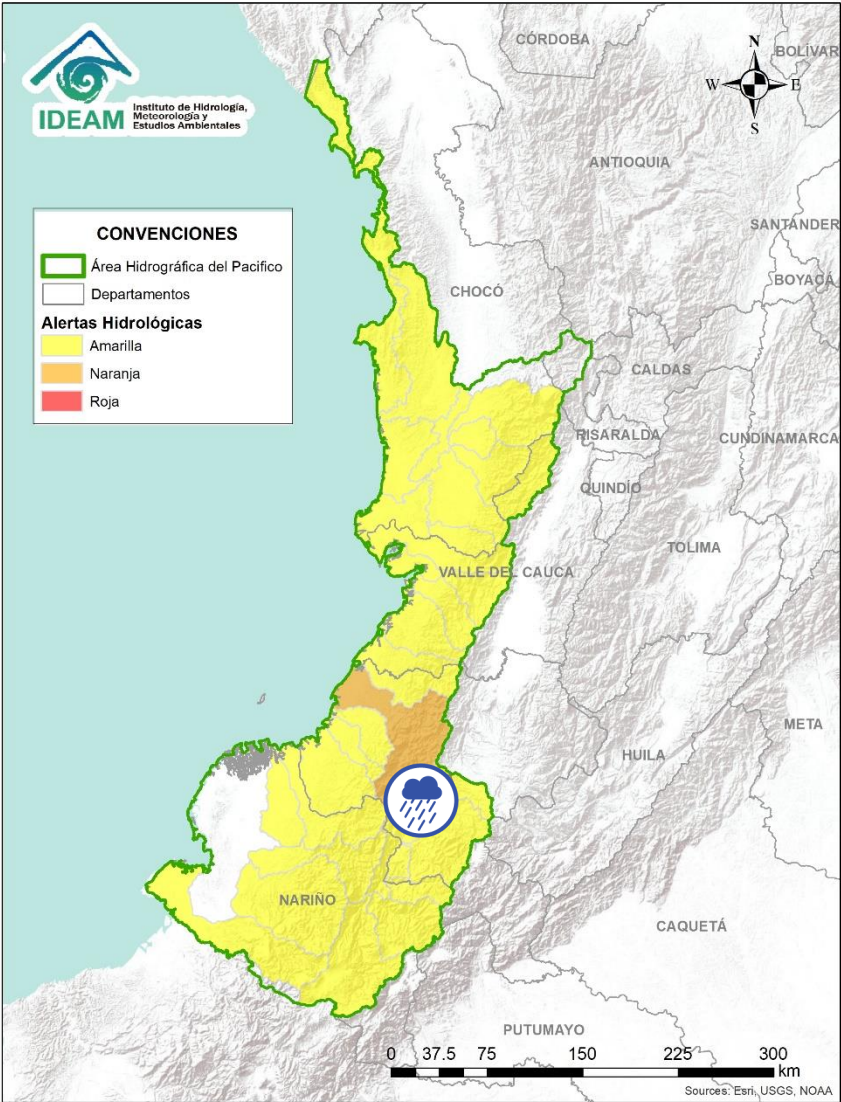 IDEAM
Instituto de Hidrología,
Meteorología y
Estudios Ambientales
N
W
E
S
CÓRDOBA
BOLÍVAR
ANTIOQUIA
SANTANDER
BOYACÁ
CHOCÓ
CONVENCIONES
Área Hidrográfica del Pacifico
Departamentos
Alertas Hidrológicas
Amarilla
Naranja
Roja
CALDAS
RISARALDA
CUNDINAMARCA
QUINDÍO
TOLIMA
VALLE DEL CAUCA
META
HUILA
NARIÑO
CAQUETÁ
PUTUMAYO
0 37.5 75 150 225 300
km
Sources: Esri, USGS, NOAA